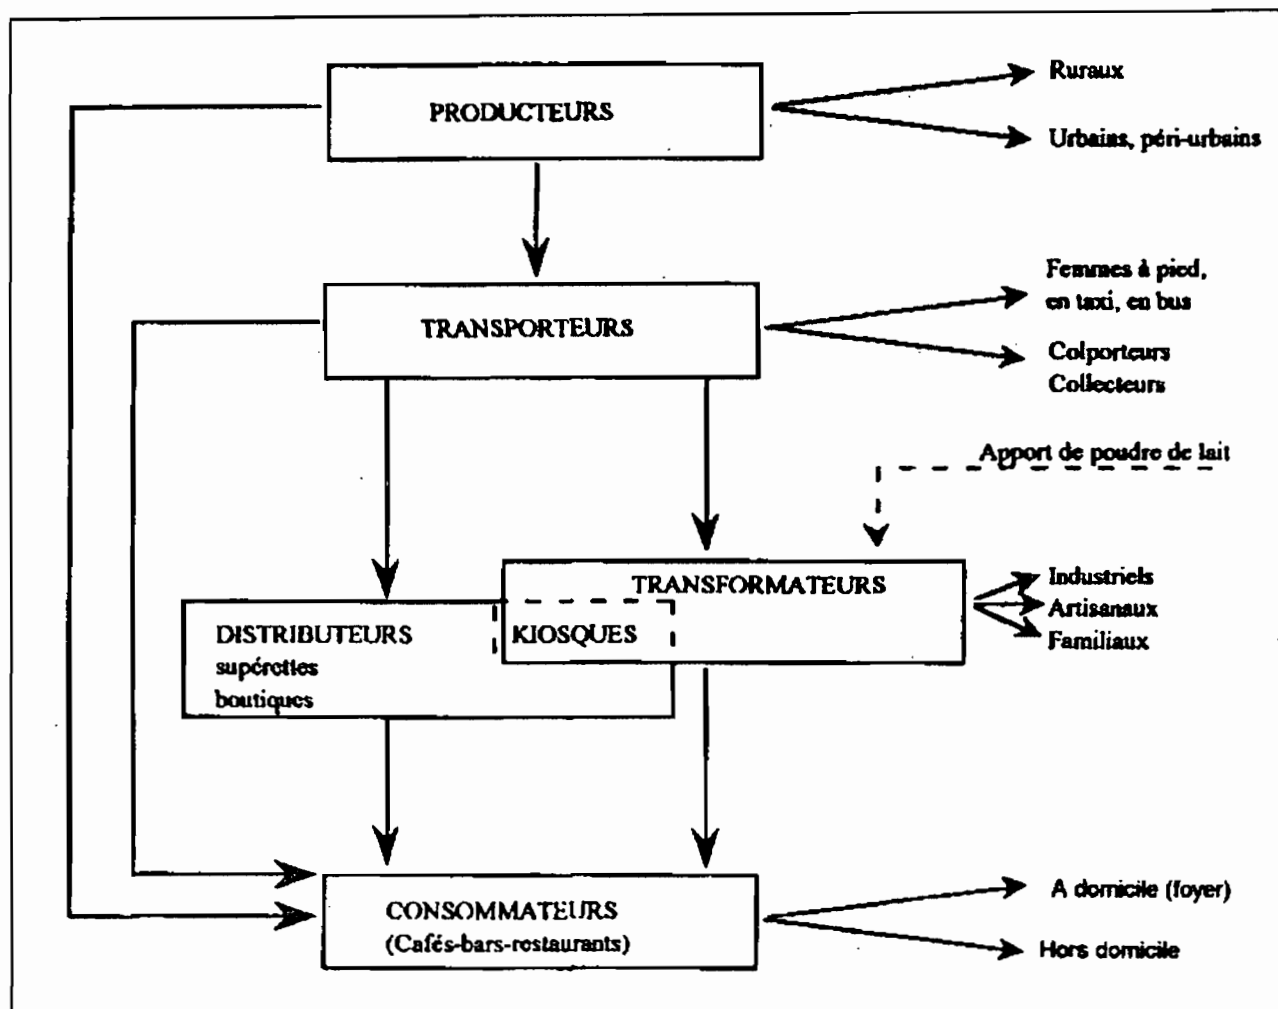 PRODUCTEURS
Ruraux
Urbains, péri-urbains
TRANSPORTEURS
Femmes à pied,
en taxi, en bus
Colporteurs
Collecteurs
Apport de poudre de lait
TRANSFORMATEURS
Industriels
Artisanaux
Familiaux
DISTRIBUTEURS
supérettes
boutiques
KIOSQUES
CONSOMMATEURS
(Cafés-bars-restaurants)
A domicile (foyer)
Hors domicile